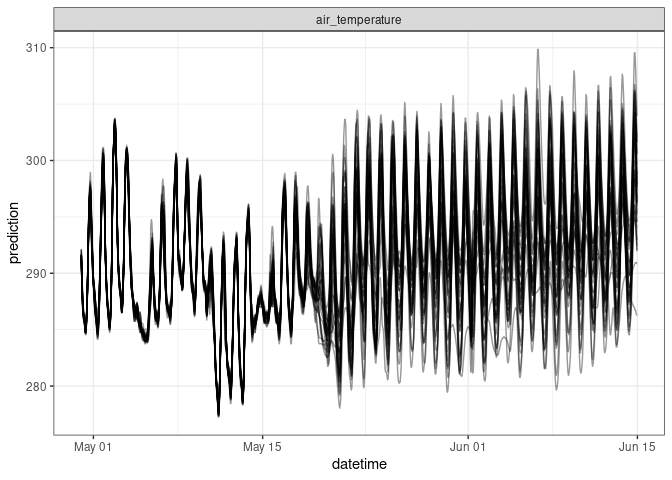 air_temperature
310
300
290
280
prediction
May 01
May 15
Jun 01
Jun 15
datetime